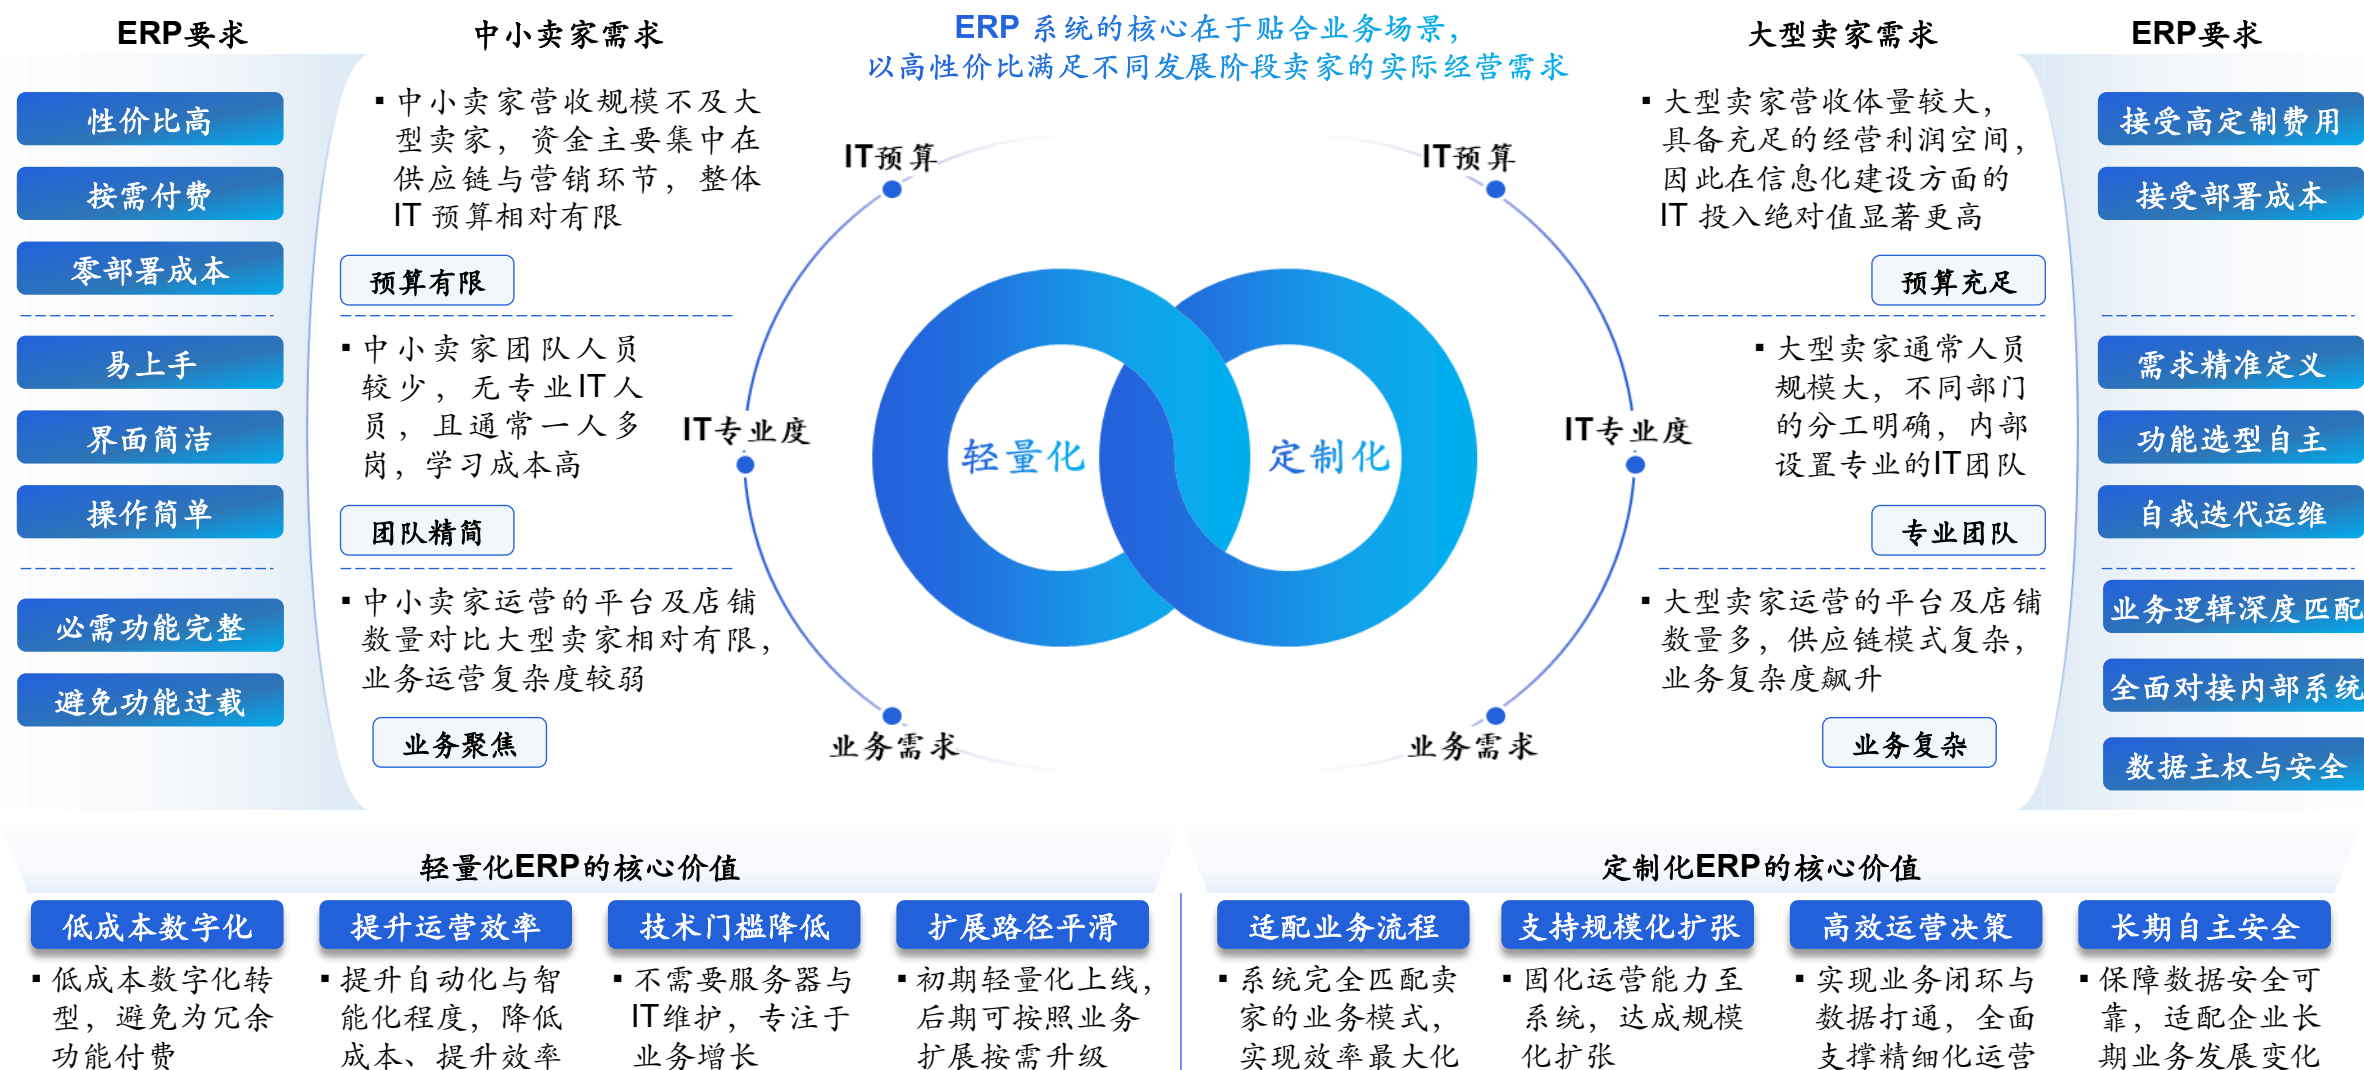 ERP要求
性价比高
按需付费
零部署成本
易上手
界面简洁
操作简单
必需功能完整
避免功能过载
中小卖家需求
▪ 中小卖家营收规模不及大
型卖家，资金主要集中在
供应链与营销环节，整体
IT 预算相对有限
预算有限
▪ 中小卖家团队人员
较少，无专业IT人
员，且通常一人多
岗，学习成本高
团队精简
▪ 中小卖家运营的平台及店铺
数量对比大型卖家相对有限，
业务运营复杂度较弱
业务聚焦
ERP 系统的核心在于贴合业务场景，
以高性价比满足不同发展阶段卖家的实际经营需求
IT预算
IT专业度
业务需求
轻量化
定制化
IT预算
IT专业度
业务需求
大型卖家需求
▪ 大型卖家营收体量较大，
具备充足的经营利润空间，
因此在信息化建设方面的
IT 投入绝对值显著更高
预算充足
▪ 大型卖家通常人员
规模大，不同部门
的分工明确，内部
设置专业的IT团队
专业团队
▪ 大型卖家运营的平台及店铺
数量多，供应链模式复杂，
业务复杂度飙升
业务复杂
ERP要求
接受高定制费用
接受部署成本
需求精准定义
功能选型自主
自我迭代运维
业务逻辑深度匹配
全面对接内部系统
数据主权与安全
轻量化ERP的核心价值
低成本数字化
▪ 低成本数字化转
型，避免为冗余
功能付费
提升运营效率
▪ 提升自动化与智
能化程度，降低
成本、提升效率
技术门槛降低
▪ 不需要服务器与
IT维护，专注于
业务增长
扩展路径平滑
▪ 初期轻量化上线，
后期可按照业务
扩展按需升级
定制化ERP的核心价值
适配业务流程
▪ 系统完全匹配卖
家的业务模式，
实现效率最大化
支持规模化扩张
▪ 固化运营能力至
系统，达成规模
化扩张
高效运营决策
▪ 实现业务闭环与
数据打通，全面
支撑精细化运营
长期自主安全
▪ 保障数据安全可
靠，适配企业长
期业务发展变化